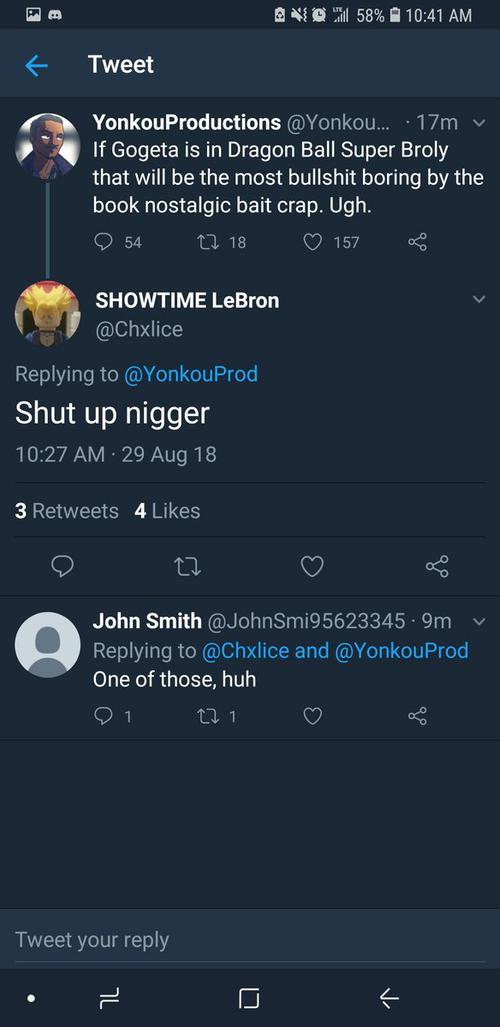 58% 10:41 AM
Tweet
YonkouProductions @Yonkou... · 17m
If Gogeta is in Dragon Ball Super Broly
that will be the most bullshit boring by the
book nostalgic bait crap. Ugh.
54 18 157
SHOWTIME LeBron
@Chxlice
Replying to @YonkouProd
Shut up nigger
10:27 AM · 29 Aug 18
3 Retweets 4 Likes
John Smith @JohnSmi95623345 · 9m
Replying to @Chxlice and @YonkouProd
One of those, huh
1 1
Tweet your reply